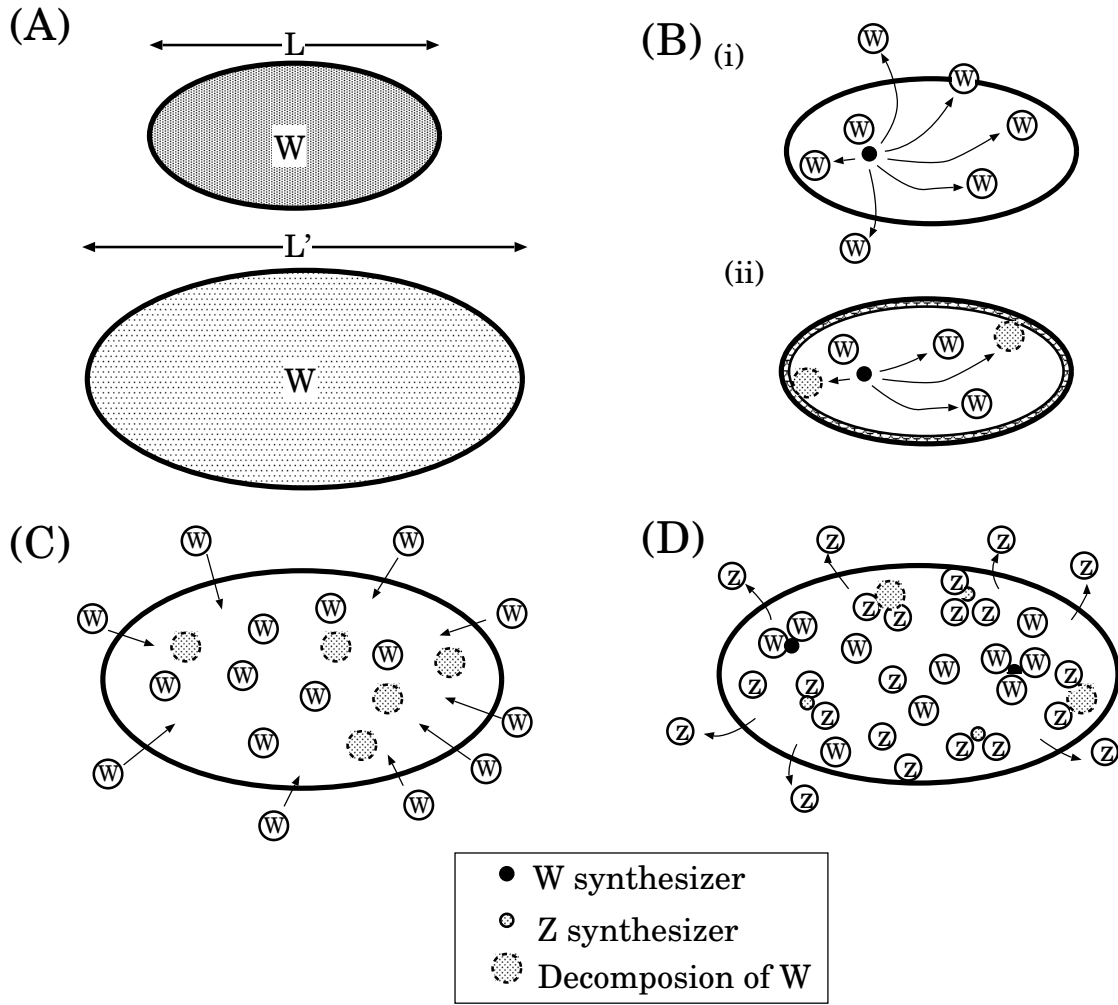 (A)
L
W
L’
W
(B)
(i)
W
W
W W
W W
W
(ii)
W W
W
(C)
W W
W W
W W
W
W W
W
W
W
W W
W
W
(D)
z z
z z z
z z z z W
W W
W W W W
z z z W z
z W z
z W z z z z
z
z
W synthesizer
Z synthesizer
Decomposion of W